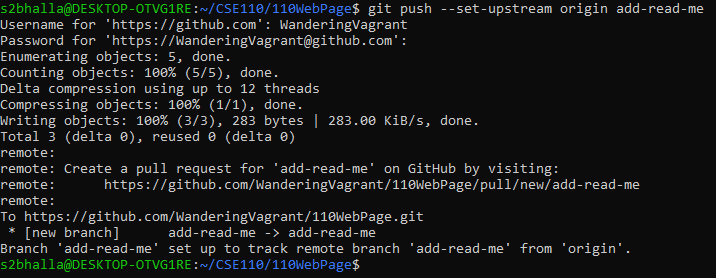 s2bhalla@DESKTOP-OTVG1RE:~/CSE110/110WebPage$ git push --set-upstream origin add-read-me
Username for 'https://github.com': WanderingVagrant
Password for 'https://WanderingVagrant@github.com':
Enumerating objects: 5, done.
Counting objects: 100% (5/5), done.
Delta compression using up to 12 threads
Compressing objects: 100% (1/1), done.
Writing objects: 100% (3/3), 283 bytes | 283.00 KiB/s, done.
Total 3 (delta 0), reused 0 (delta 0)
remote:
remote: Create a pull request for 'add-read-me' on GitHub by visiting:
remote:      https://github.com/WanderingVagrant/110WebPage/pull/new/add-read-me
remote:
To https://github.com/WanderingVagrant/110WebPage.git
 * [new branch]      add-read-me -> add-read-me
Branch 'add-read-me' set up to track remote branch 'add-read-me' from 'origin'.
s2bhalla@DESKTOP-OTVG1RE:~/CSE110/110WebPage$